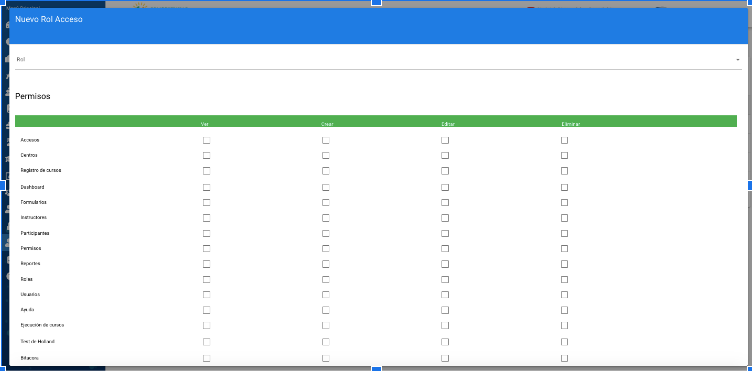 Nuevo Rol Acceso
Rol
Permisos
Ver Crear Editar Eliminar
Accesos
Centros
Registro de cursos
Dashboard
Formularios
Instructores
Participantes
Permisos
Reportes
Roles
Usuarios
Ayuda
Ejecución de cursos
Test de Holland
Bitácora